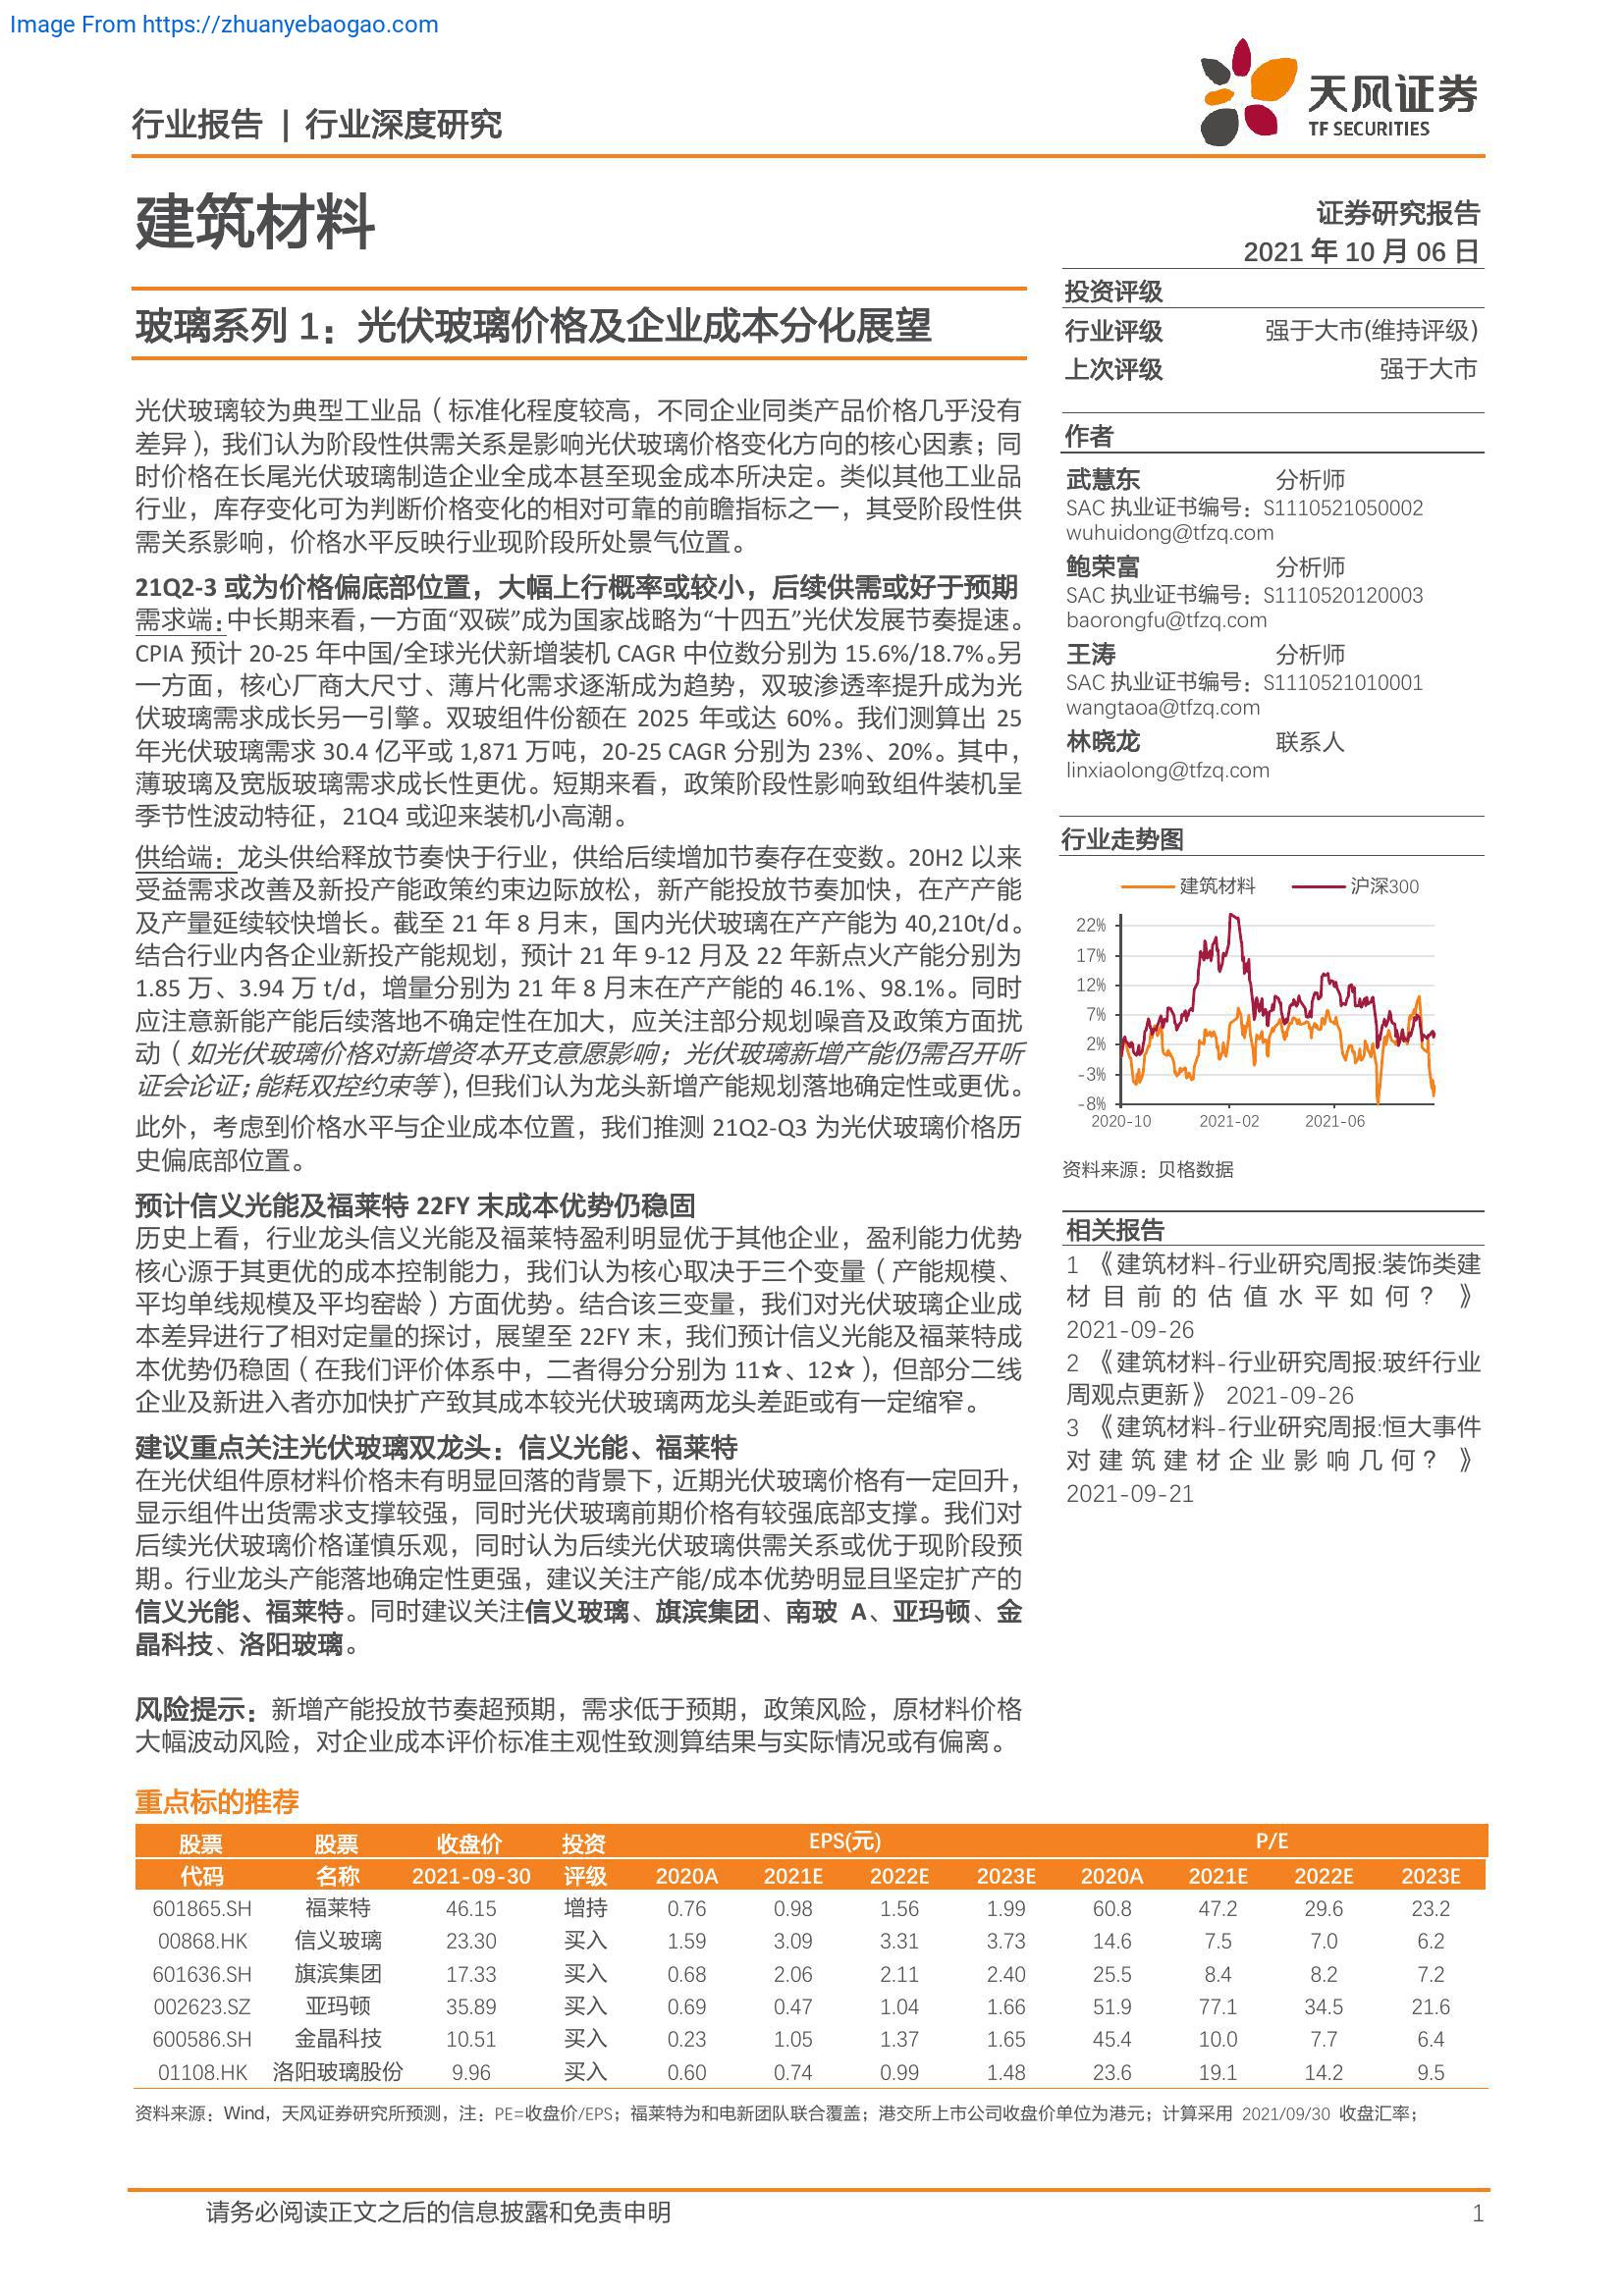 Image From https://zhuanyebaogao.com
行业报告 | 行业深度研究
天风证券
TF SECURITIES
建筑材料
证券研究报告
2021 年 10 月 06 日
玻璃系列 1：光伏玻璃价格及企业成本分化展望
光伏玻璃较为典型工业品（标准化程度较高，不同企业同类产品价格几乎没有
差异），我们认为阶段性供需关系是影响光伏玻璃价格变化方向的核心因素；同
时价格在长尾光伏玻璃制造企业全成本甚至现金成本所决定。类似其他工业品
行业，库存变化可为判断价格变化的相对可靠的前瞻指标之一，其受阶段性供
需关系影响，价格水平反映行业现阶段所处景气位置。
21Q2-3 或为价格偏底部位置，大幅上行概率或较小，后续供需或好于预期
需求端：中长期来看，一方面“双碳”成为国家战略为“十四五”光伏发展节奏提速。
CPIA 预计 20-25 年中国/全球光伏新增装机 CAGR 中位数分别为 15.6%/18.7%。另
一方面，核心厂商大尺寸、薄片化需求逐渐成为趋势，双玻渗透率提升成为光
伏玻璃需求成长另一引擎。双玻组件份额在 2025 年或达 60%。我们测算出 25
年光伏玻璃需求 30.4 亿平或 1,871 万吨，20-25 CAGR 分别为 23%、20%。其中，
薄玻璃及宽版玻璃需求成长性更优。短期来看，政策阶段性影响致组件装机呈
季节性波动特征，21Q4 或迎来装机小高潮。
供给端：龙头供给释放节奏快于行业，供给后续增加节奏存在变数。20H2 以来
受益需求改善及新投产能政策约束边际放松，新产能投放节奏加快，在产产能
及产量延续较快增长。截至 21 年 8 月末，国内光伏玻璃在产产能为 40,210t/d。
结合行业内各企业新投产能规划，预计 21 年 9-12 月及 22 年新点火产能分别为
1.85 万、3.94 万 t/d，增量分别为 21 年 8 月末在产产能的 46.1%、98.1%。同时
应注意新能产能后续落地不确定性在加大，应关注部分规划噪音及政策方面扰
动（如光伏玻璃价格对新增资本开支意愿影响；光伏玻璃新增产能仍需召开听
证会论证；能耗双控约束等），但我们认为龙头新增产能规划落地确定性或更优。
此外，考虑到价格水平与企业成本位置，我们推测 21Q2-Q3 为光伏玻璃价格历
史偏底部位置。
预计信义光能及福莱特 22FY 末成本优势仍稳固
历史上看，行业龙头信义光能及福莱特盈利明显优于其他企业，盈利能力优势
核心源于其更优的成本控制能力，我们认为核心取决于三个变量（产能规模、
平均单线规模及平均窑龄）方面优势。结合该三变量，我们对光伏玻璃企业成
本差异进行了相对定量的探讨，展望至 22FY 末，我们预计信义光能及福莱特成
本优势仍稳固（在我们评价体系中，二者得分分别为 11☆、12☆），但部分二线
企业及新进入者亦加快扩产致其成本较光伏玻璃两龙头差距或有一定缩窄。
建议重点关注光伏玻璃双龙头：信义光能、福莱特
在光伏组件原材料价格未有明显回落的背景下，近期光伏玻璃价格有一定回升，
显示组件出货需求支撑较强，同时光伏玻璃前期价格有较强底部支撑。我们对
后续光伏玻璃价格谨慎乐观，同时认为后续光伏玻璃供需关系或优于现阶段预
期。行业龙头产能落地确定性更强，建议关注产能/成本优势明显且坚定扩产的
信义光能、福莱特。同时建议关注信义玻璃、旗滨集团、南玻 A、亚玛顿、金
晶科技、洛阳玻璃。
风险提示：新增产能投放节奏超预期，需求低于预期，政策风险，原材料价格
大幅波动风险，对企业成本评价标准主观性致测算结果与实际情况或有偏离。
投资评级
行业评级 强于大市(维持评级)
上次评级 强于大市
作者
武慧东 分析师
SAC 执业证书编号：S1110521050002
wuhuidong@tfzq.com
鲍荣富 分析师
SAC 执业证书编号：S1110520120003
baorongfu@tfzq.com
王涛 分析师
SAC 执业证书编号：S1110521010001
wangtaoa@tfzq.com
林晓龙 联系人
linxiaolong@tfzq.com
行业走势图
建筑材料 沪深300
22%
17%
12%
7%
2%
-3%
-8%
2020-10 2021-02 2021-06
资料来源：贝格数据
相关报告
1 《建筑材料-行业研究周报:装饰类建
材目前的估值水平如何？》
2021-09-26
2 《建筑材料-行业研究周报:玻纤行业
周观点更新》 2021-09-26
3 《建筑材料-行业研究周报:恒大事件
对建筑建材企业影响几何？》
2021-09-21
重点标的推荐
股票 股票 收盘价 投资 EPS(元) P/E
代码 名称 2021-09-30 评级 2020A 2021E 2022E 2023E 2020A 2021E 2022E 2023E
601865.SH 福莱特 46.15 增持 0.76 0.98 1.56 1.99 60.8 47.2 29.6 23.2
00868.HK 信义玻璃 23.30 买入 1.59 3.09 3.31 3.73 14.6 7.5 7.0 6.2
601636.SH 旗滨集团 17.33 买入 0.68 2.06 2.11 2.40 25.5 8.4 8.2 7.2
002623.SZ 亚玛顿 35.89 买入 0.69 0.47 1.04 1.66 51.9 77.1 34.5 21.6
600586.SH 金晶科技 10.51 买入 0.23 1.05 1.37 1.65 45.4 10.0 7.7 6.4
01108.HK 洛阳玻璃股份 9.96 买入 0.60 0.74 0.99 1.48 23.6 19.1 14.2 9.5
资料来源：Wind，天风证券研究所预测，注：PE=收盘价/EPS；福莱特为和电新团队联合覆盖；港交所上市公司收盘价单位为港元；计算采用 2021/09/30 收盘汇率；
请务必阅读正文之后的信息披露和免责申明 1